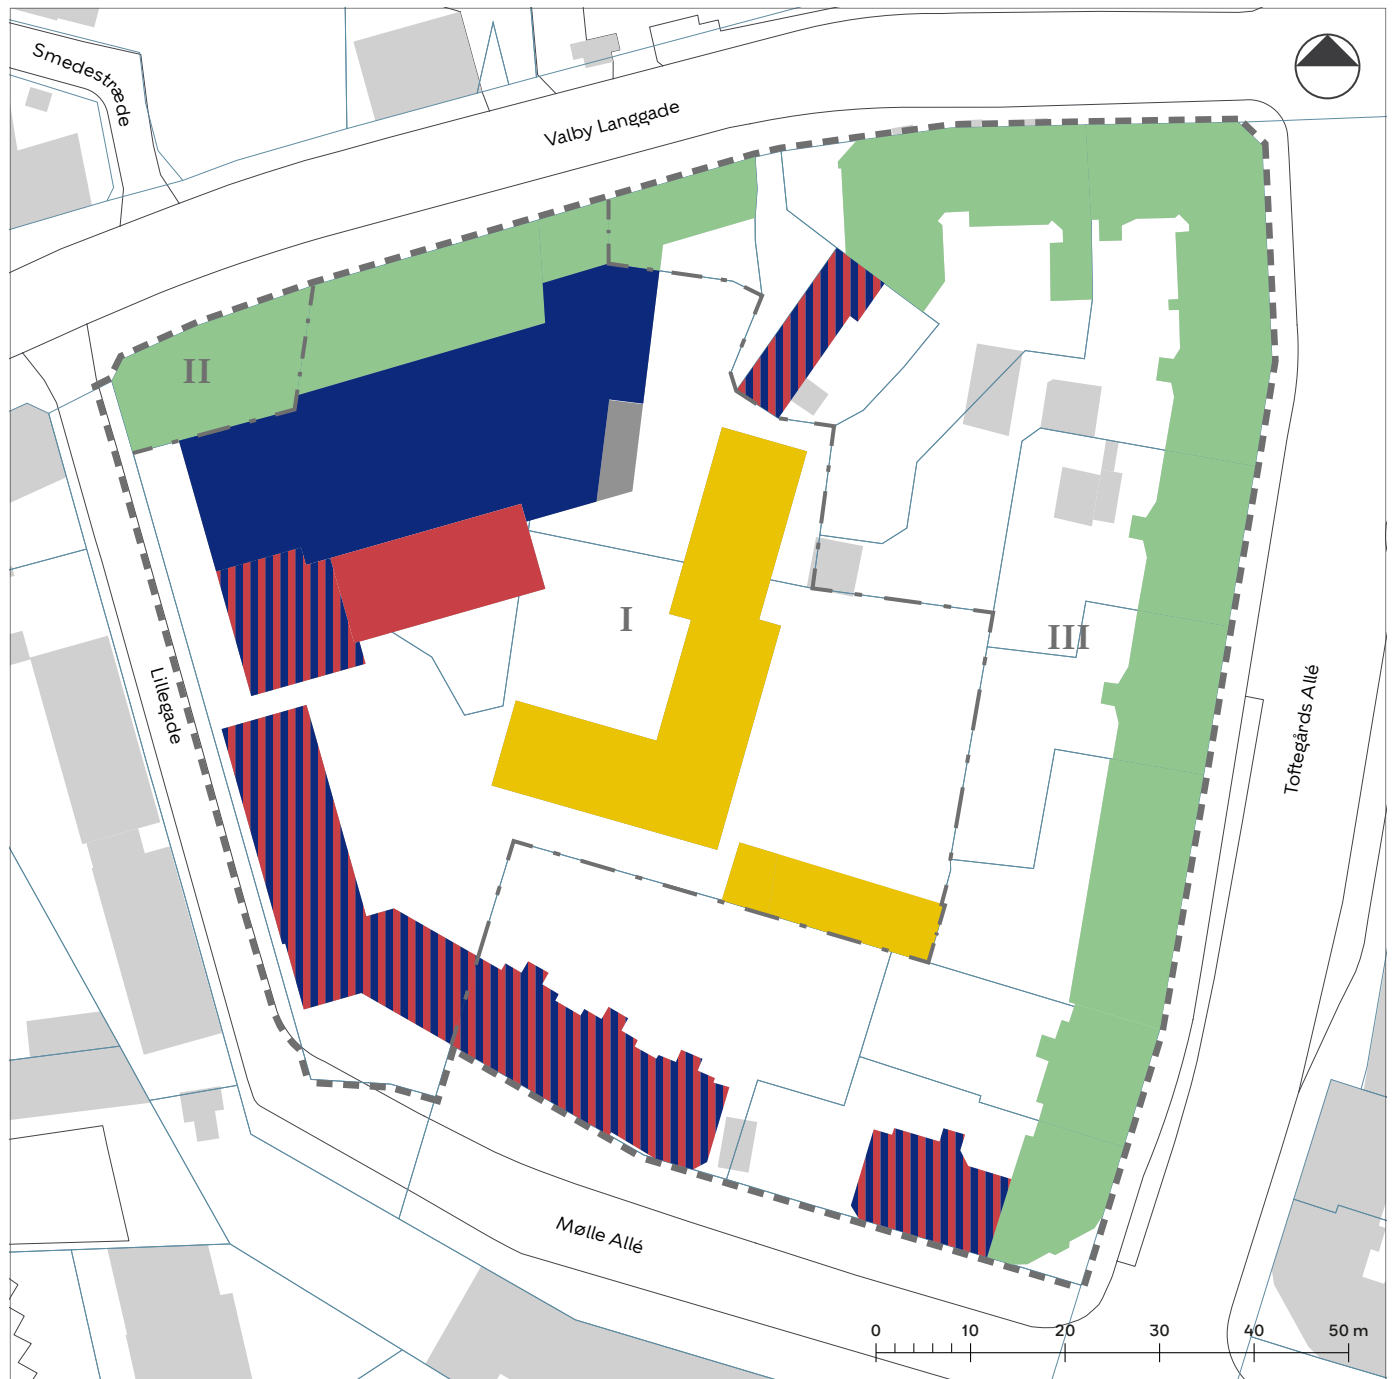 Smedestræde
Valby Langgade
II
I
III
Lillegade
Toftegårds Allé
Mølle Allé
0 10 20 30 40 50 m